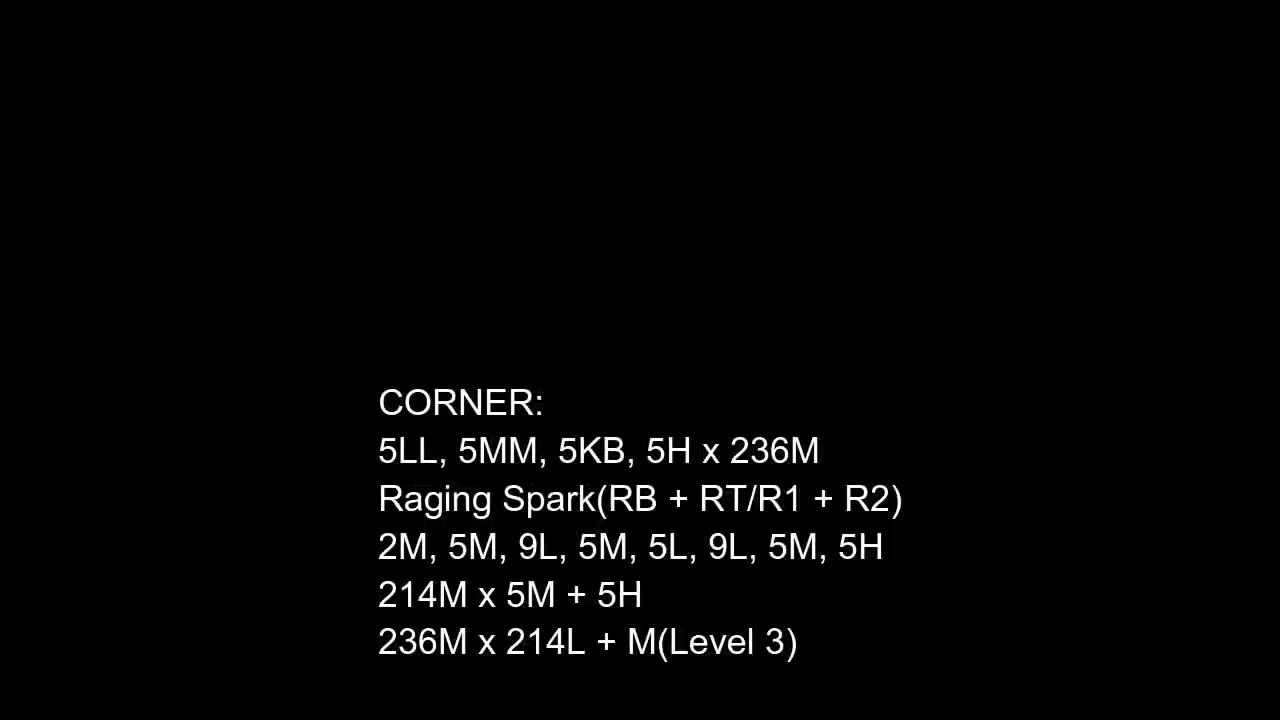 CORNER:
5LL, 5MM, 5KB, 5H x 236M
Raging Spark(RB + RT/R1 + R2)
2M, 5M, 9L, 5M, 5L, 9L, 5M, 5H
214M x 5M + 5H
236M x 214L + M(Level 3)